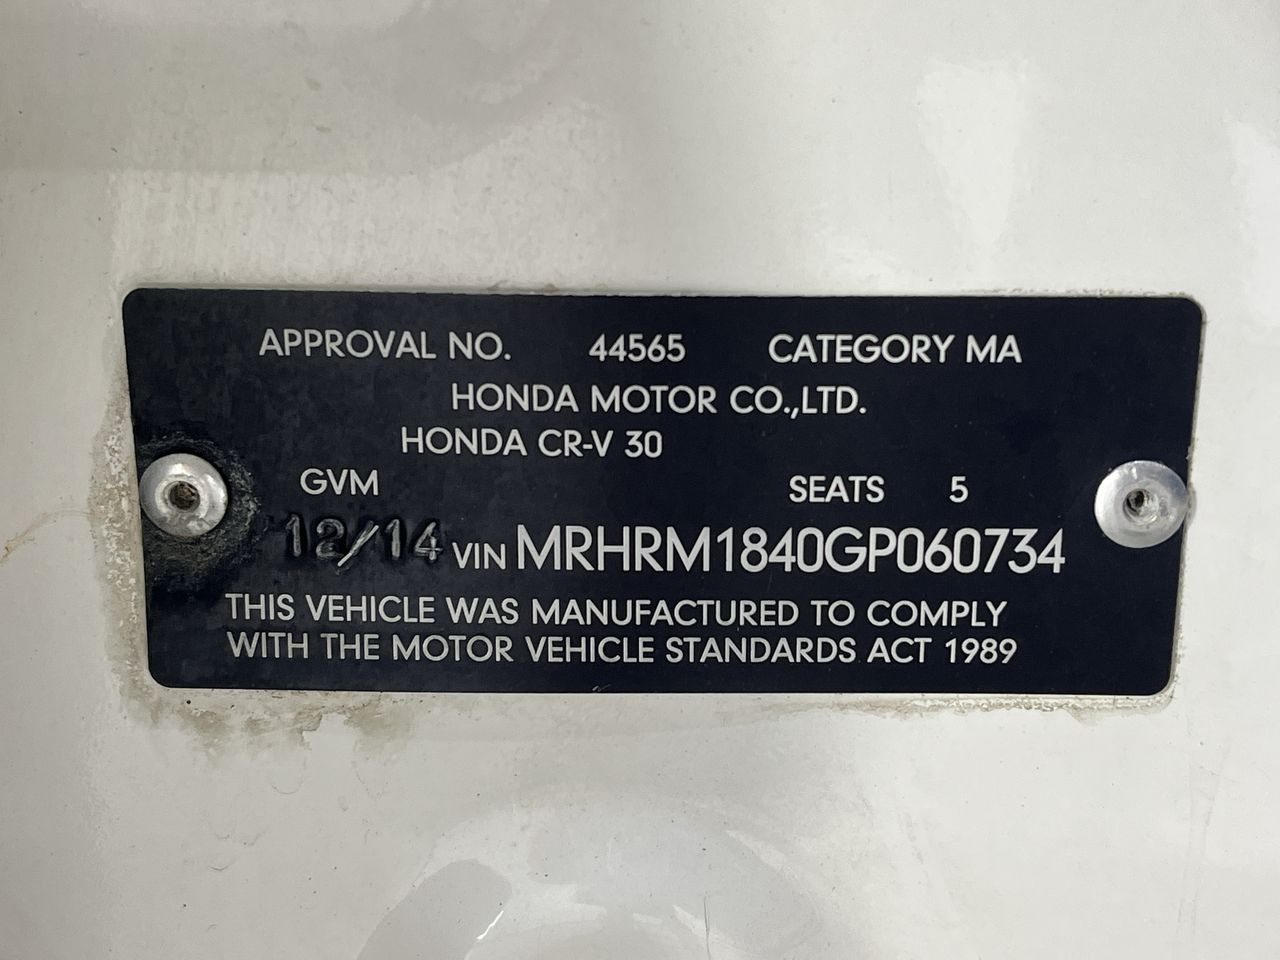 APPROVAL NO. 44565 CATEGORY MA
HONDA MOTOR CO.,LTD.
HONDA CR-V 30
GVM SEATS 5
12/14 VIN MRHRM1840GP060734
THIS VEHICLE WAS MANUFACTURED TO COMPLY
WITH THE MOTOR VEHICLE STANDARDS ACT 1989